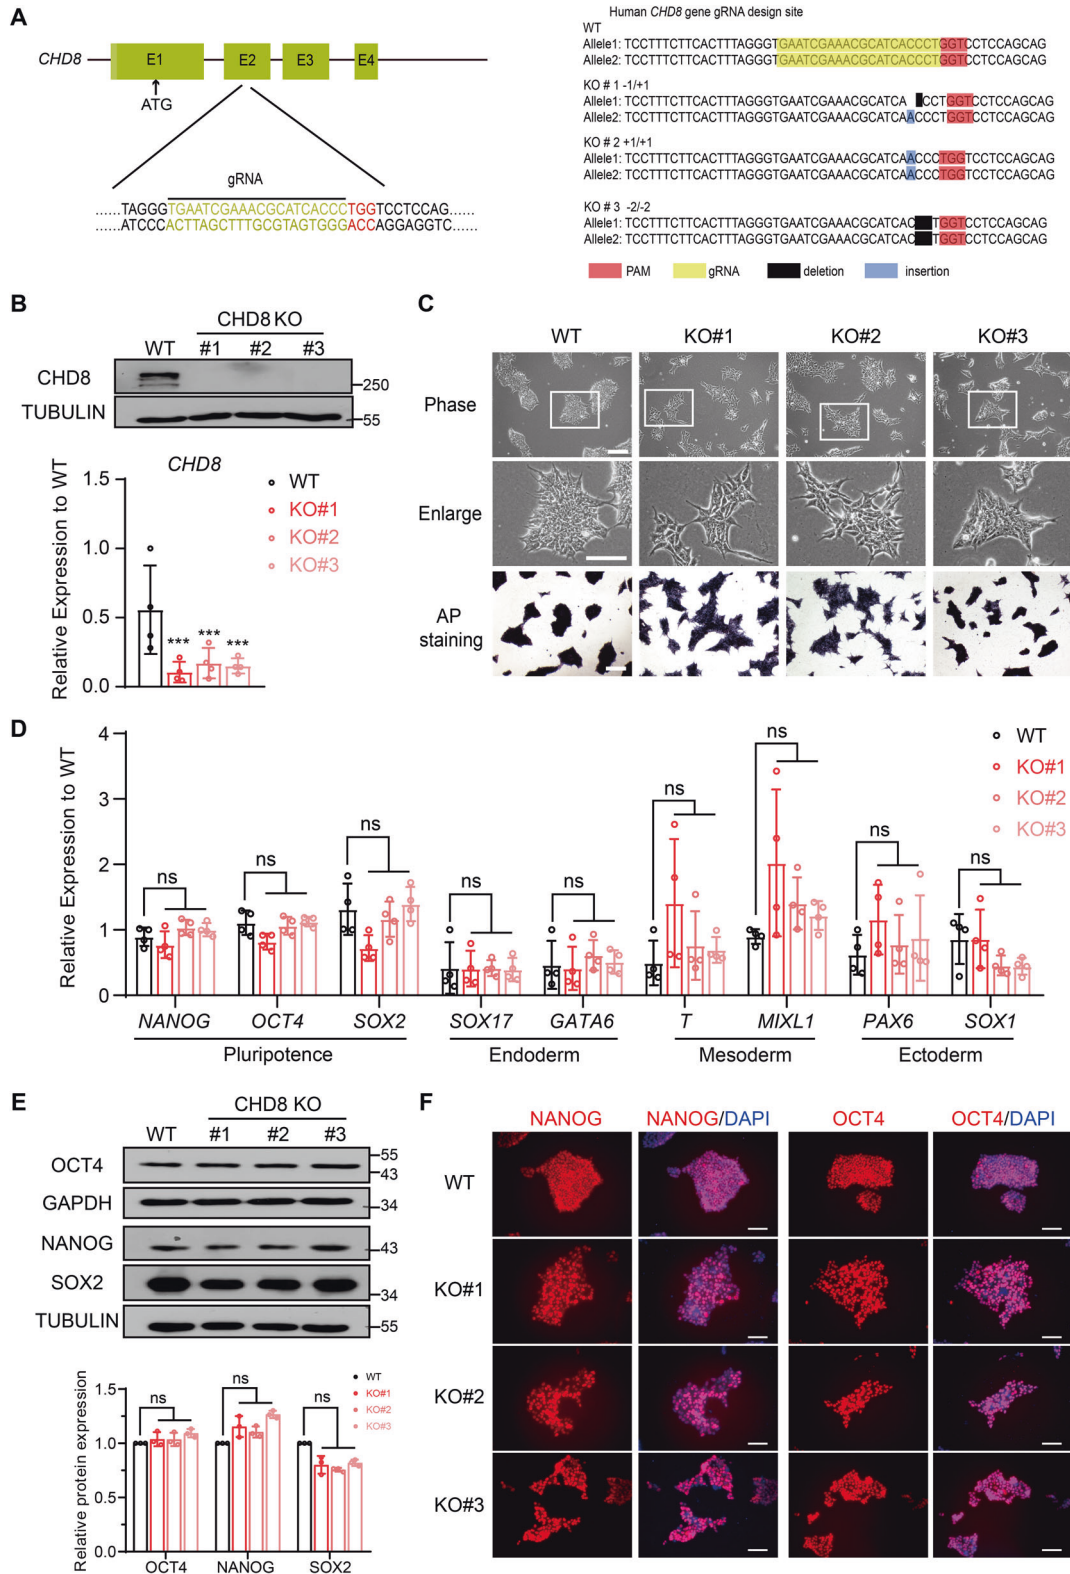 A
CHD8
E1
E2
E3
E4
ATG
gRNA
......TAGGGTGAATCGAAACGCATCACCCTGGTCCTCCAG......
......ATCCCACTTAGCTTTGCGTAGTGGGACCAGGAGGTC......
Human CHD8 gene gRNA design site
WT
Allele1: TCCTTTCTTCACTTTAGGGTGAATCGAAACGCATCACCCTGGTCCTCCAGCAG
Allele2: TCCTTTCTTCACTTTAGGGTGAATCGAAACGCATCACCCTGGTCCTCCAGCAG
KO # 1 -1/+1
Allele1: TCCTTTCTTCACTTTAGGGTGAATCGAAACGCATCA CCTGGTCCTCCAGCAG
Allele2: TCCTTTCTTCACTTTAGGGTGAATCGAAACGCATCAACCCTGGTCCTCCAGCAG
KO # 2 +1/+1
Allele1: TCCTTTCTTCACTTTAGGGTGAATCGAAACGCATCAACCCTGGTCCTCCAGCAG
Allele2: TCCTTTCTTCACTTTAGGGTGAATCGAAACGCATCAACCCTGGTCCTCCAGCAG
KO # 3 -2/-2
Allele1: TCCTTTCTTCACTTTAGGGTGAATCGAAACGCATCAC TGGTCCTCCAGCAG
Allele2: TCCTTTCTTCACTTTAGGGTGAATCGAAACGCATCAC TGGTCCTCCAGCAG
PAM gRNA deletion insertion
B
CHD8 KO
WT #1 #2 #3
CHD8
250
TUBULIN
55
CHD8
Relative Expression to WT
1.5
1.0
0.5
0.0
*** *** ***
WT
KO#1
KO#2
KO#3
C
WT KO#1 KO#2 KO#3
Phase
Enlarge
AP
staining
D
Relative Expression to WT
4
3
2
1
0
ns ns ns ns ns ns ns ns ns
WT
KO#1
KO#2
KO#3
NANOG OCT4 SOX2 SOX17 GATA6 T MIXL1 PAX6 SOX1
Pluripotence Endoderm Mesoderm Ectoderm
E
CHD8 KO
WT #1 #2 #3
OCT4
55
43
GAPDH
34
NANOG
43
SOX2
34
TUBULIN
55
Relative protein expression
1.5
1.0
0.5
0.0
ns ns ns
WT
KO#1
KO#2
KO#3
OCT4 NANOG SOX2
F
NANOG NANOG/DAPI OCT4 OCT4/DAPI
WT
KO#1
KO#2
KO#3